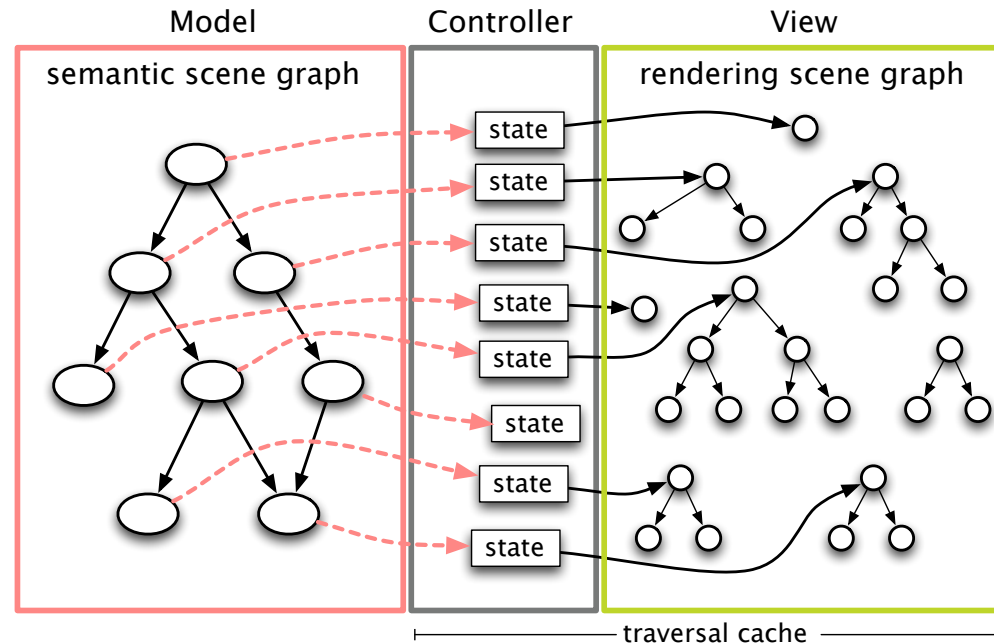 Model
Controller
View
semantic scene graph
rendering scene graph
state
state
state
state
state
state
state
state
traversal cache